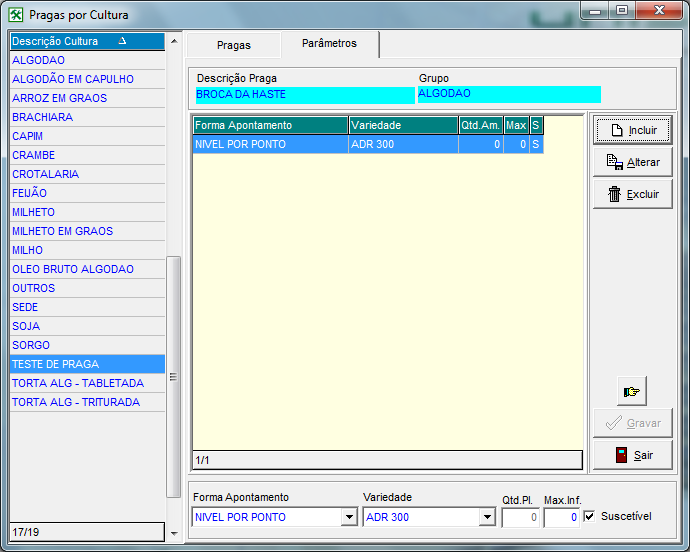 Pragas por Cultura
Descrição Cultura
ALGODAO
ALGODÃO EM CAPULHO
ARROZ EM GRAOS
BRACHIARA
CAPIM
CRAMBE
CROTALARIA
FEIJÃO
MILHETO
MILHETO EM GRAOS
MILHO
OLEO BRUTO ALGODAO
OUTROS
SEDE
SOJA
SORGO
TESTE DE PRAGA
TORTA ALG - TABLETADA
TORTA ALG - TRITURADA
17/19
Pragas Parâmetros
Descrição Praga Grupo
BROCA DA HASTE ALGODAO
Forma Apontamento Variedade Qtd.Am. Max S
NIVEL POR PONTO ADR 300 0 0 S
1/1
Incluir
Alterar
Excluir
Gravar
Sair
Forma Apontamento Variedade Qtd.Pl. Max.Inf.
NIVEL POR PONTO ADR 300 0 0 Suscetível